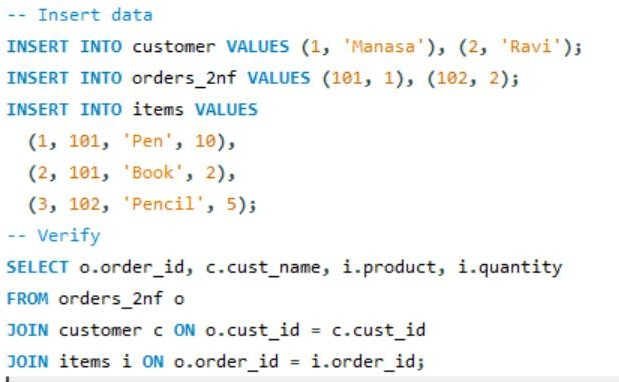 -- Insert data
INSERT INTO customer VALUES (1, 'Manasa'), (2, 'Ravi');
INSERT INTO orders_2nf VALUES (101, 1), (102, 2);
INSERT INTO items VALUES
(1, 101, 'Pen', 10),
(2, 101, 'Book', 2),
(3, 102, 'Pencil', 5);
-- Verify
SELECT o.order_id, c.cust_name, i.product, i.quantity
FROM orders_2nf o
JOIN customer c ON o.cust_id = c.cust_id
JOIN items i ON o.order_id = i.order_id;